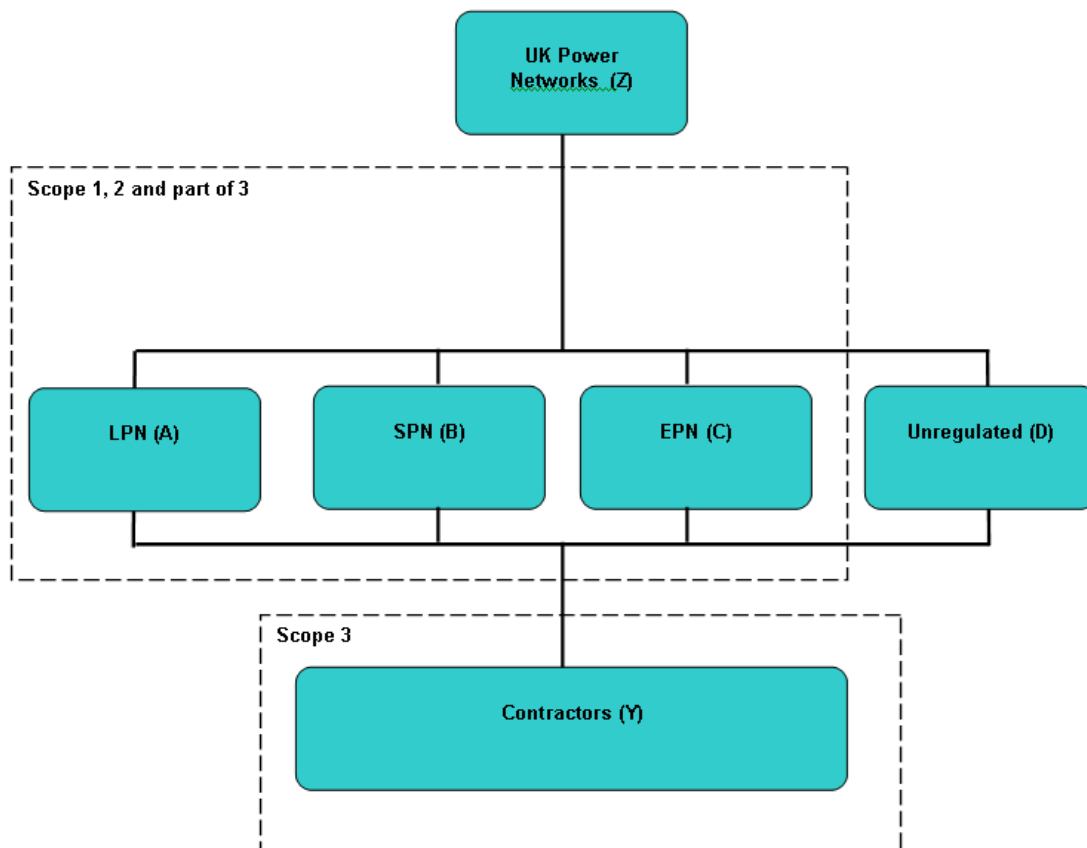 UK Power
Networks (Z)
Scope 1, 2 and part of 3
LPN (A)
SPN (B)
EPN (C)
Unregulated (D)
Scope 3
Contractors (Y)